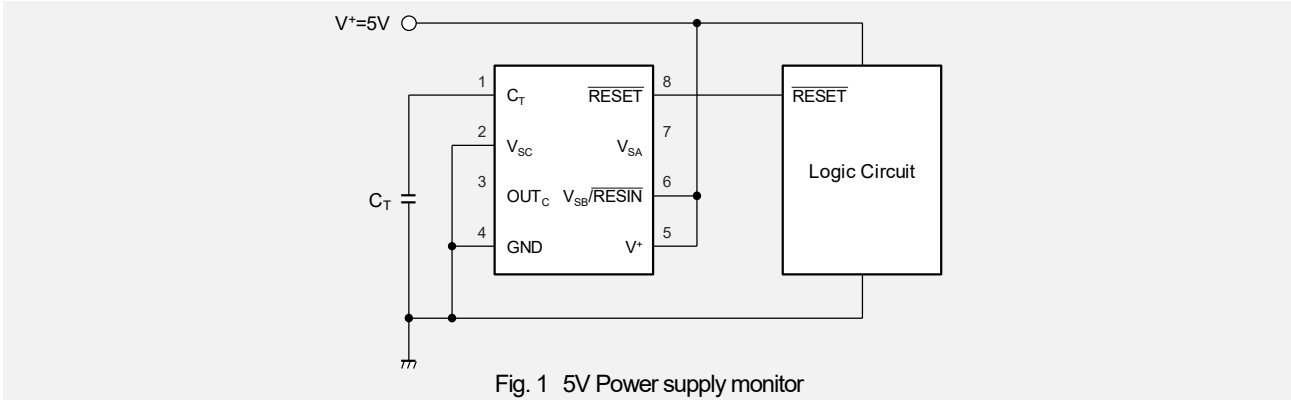 V⁺=5V
1
C_T
2
V_SC
3
OUT_C
4
GND
RESET
8
V_SA
7
V_SB/RESIN
6
V⁺
5
RESET
Logic Circuit
C_T
Fig. 1 5V Power supply monitor